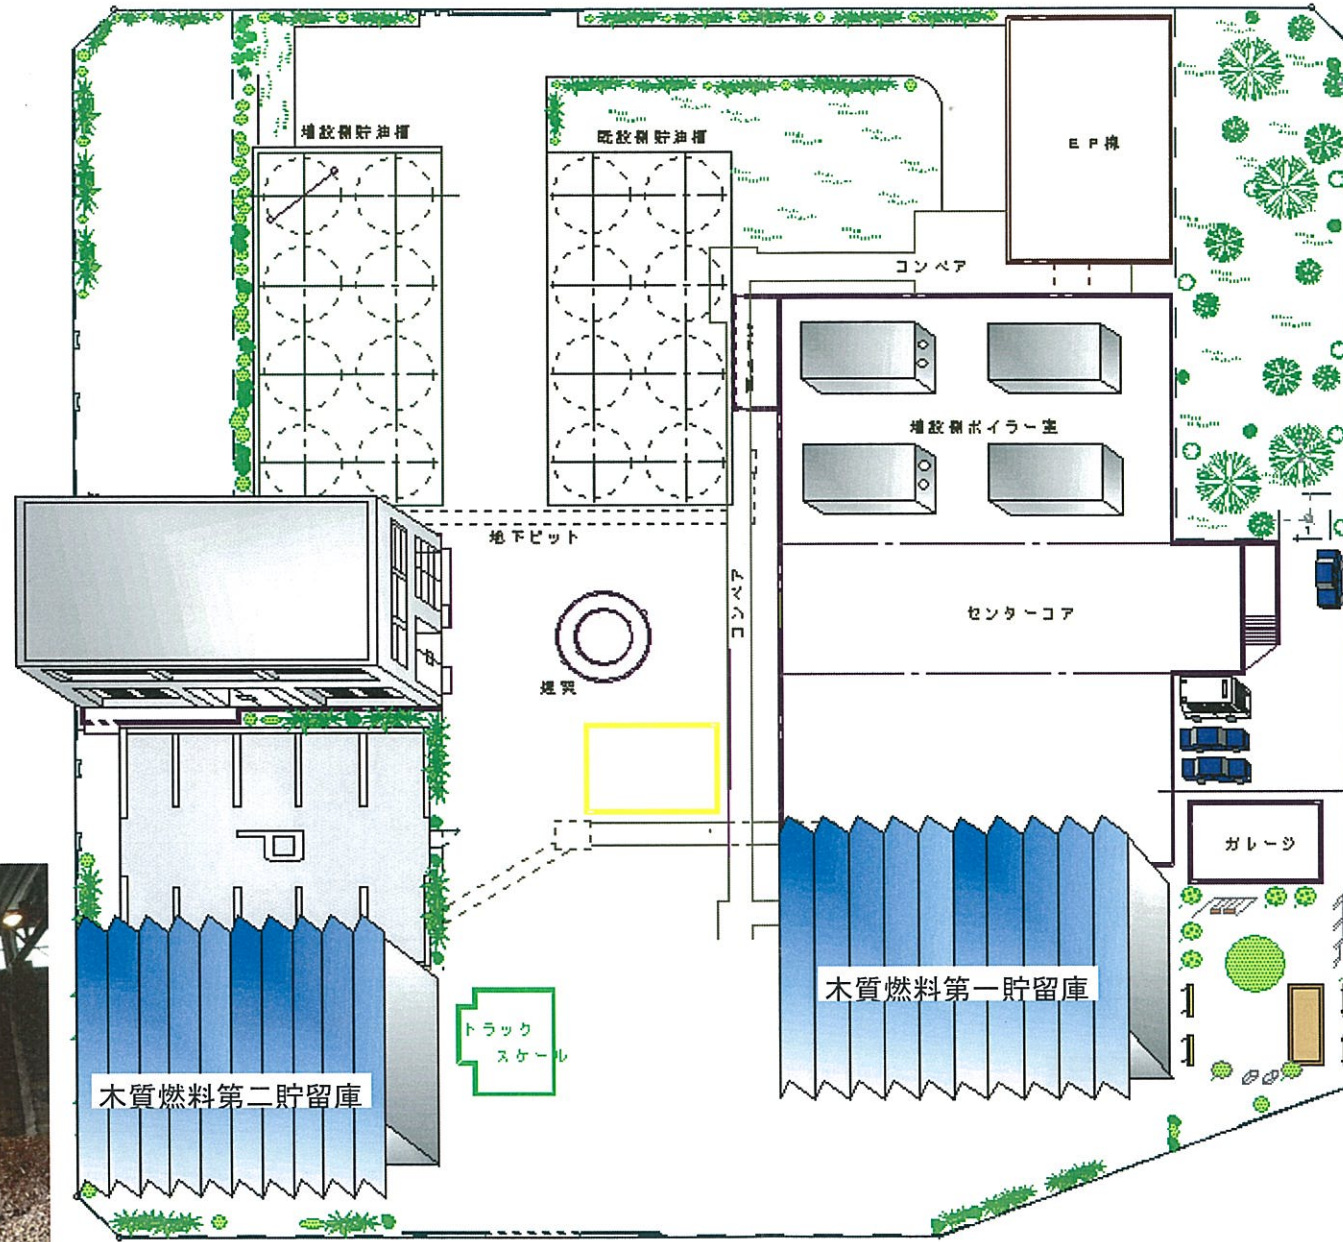 増設側貯油槽
既設側貯油槽
EP棟
コンベア
増設側ボイラー室
地下ピット
コンベア
センターコア
煙突
ガレージ
木質燃料第一貯留庫
トラック
スケール
木質燃料第二貯留庫